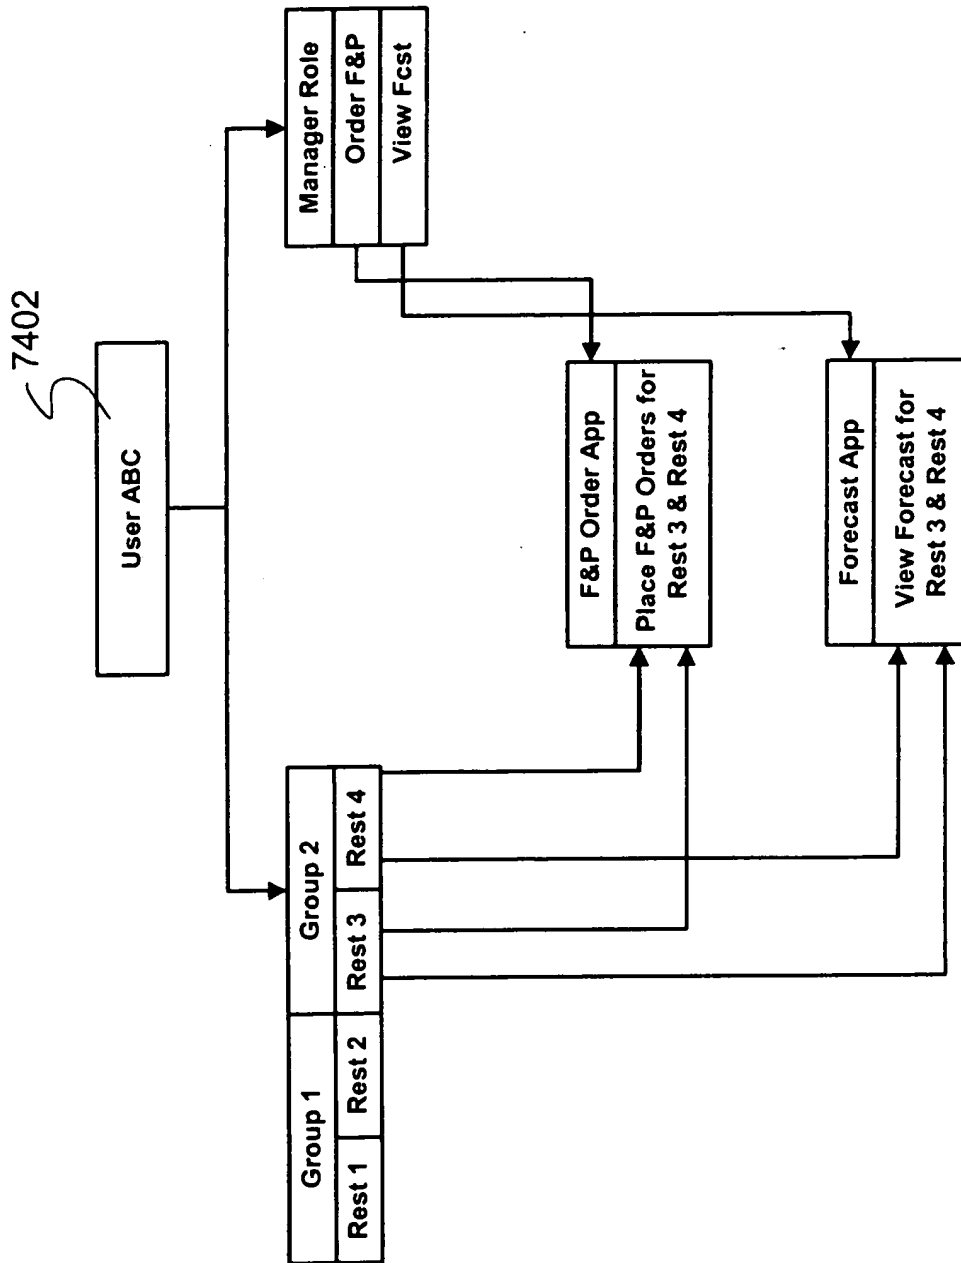 7402
User ABC
Group 1
Group 2
Rest 1
Rest 2
Rest 3
Rest 4
Manager Role
Order F&P
View Fcst
F&P Order App
Place F&P Orders for
Rest 3 & Rest 4
Forecast App
View Forecast for
Rest 3 & Rest 4